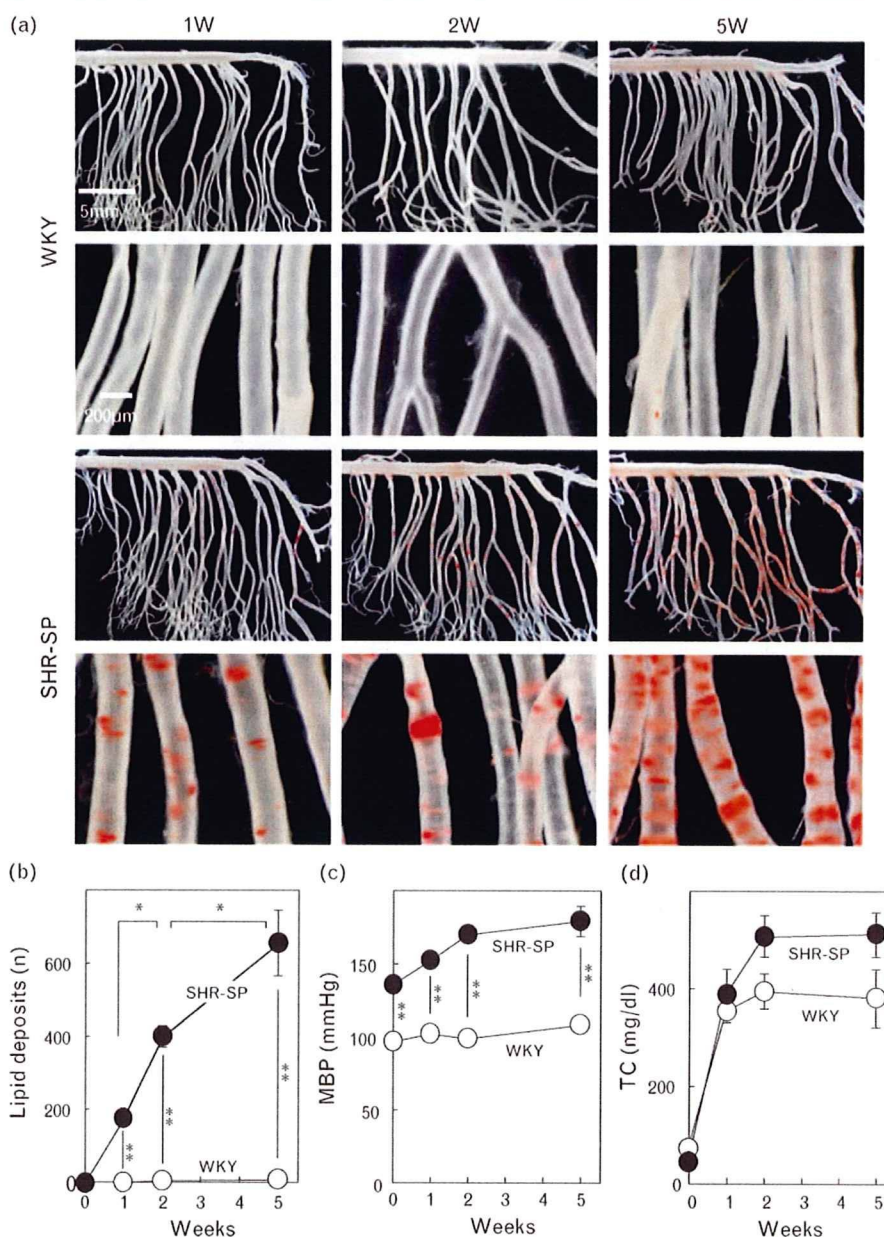 (a)
1W
2W
5W
WKY
5mm
200μm
SHR-SP
(b)
Lipid deposits (n)
600
400
200
0
*
*
SHR-SP
**
**
**
WKY
0 1 2 3 4 5
Weeks
(c)
MBP (mmHg)
150
100
50
0
SHR-SP
**
**
**
**
WKY
0 1 2 3 4 5
Weeks
(d)
TC (mg/dl)
400
200
0
SHR-SP
WKY
0 1 2 3 4 5
Weeks